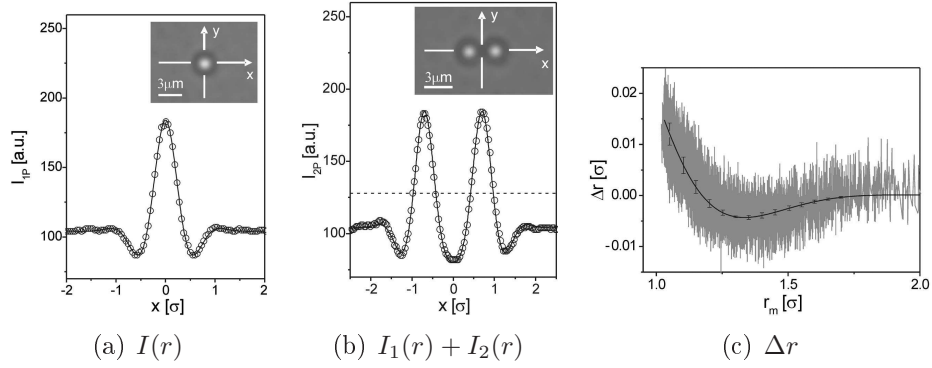 250
200
150
100
I1P [a.u.]
y
x
3μm
-2 -1 0 1 2
x [σ]
(a) I(r)
250
200
150
100
I2P [a.u.]
y
x
3μm
-2 -1 0 1 2
x [σ]
(b) I1(r) + I2(r)
0.02
0.01
0.00
-0.01
Δr [σ]
1.0 1.5 2.0
rm [σ]
(c) Δr